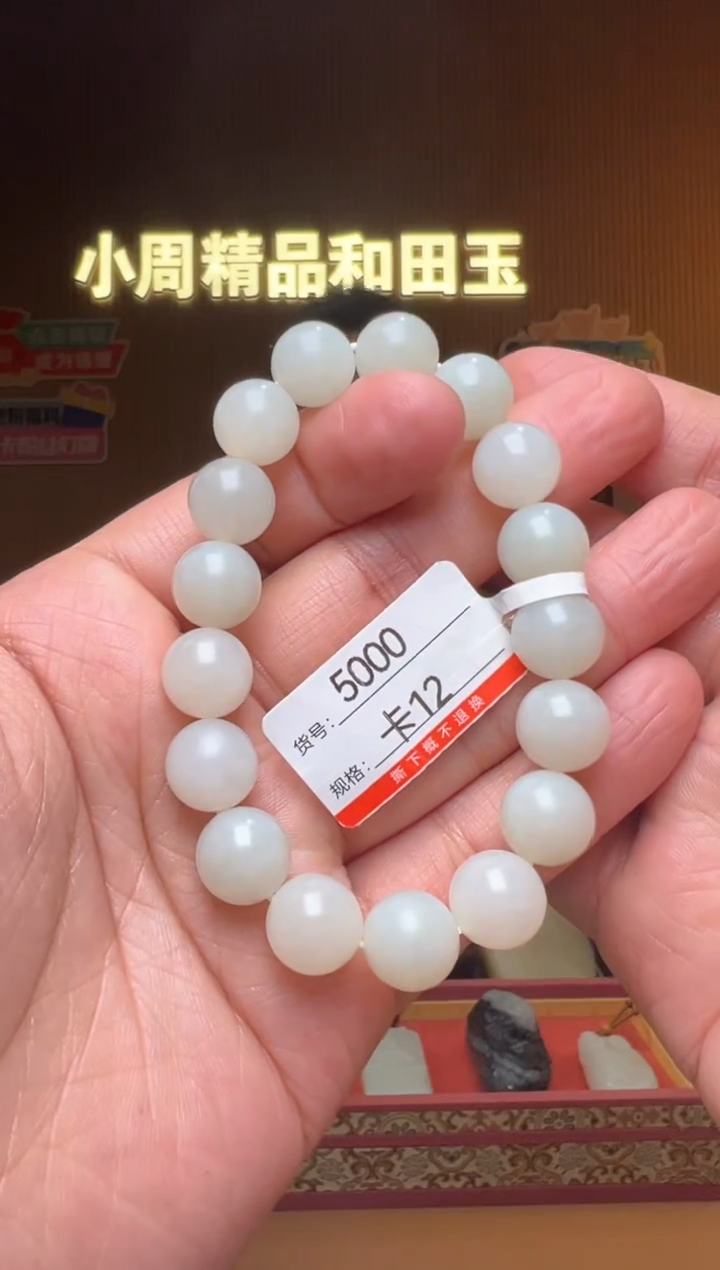 小周精品和田玉
货号：5000
规格：卡12
撕下概不退换